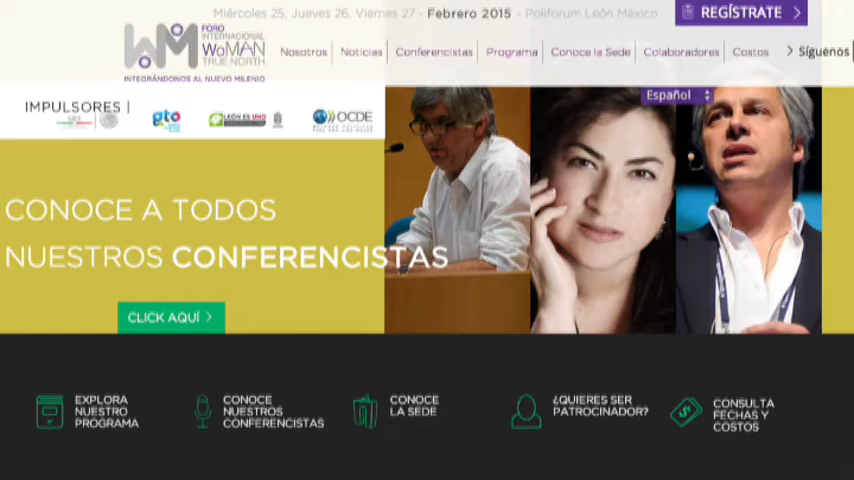 Miércoles 25, Jueves 26, Viernes 27 - Febrero 2015 - Poliforum León México
REGÍSTRATE
WOM
FORO
INTERNACIONAL
WoMAN
TRUE NORTH
INTEGRÁNDONOS AL NUEVO MILENIO
Nosotros
Noticias
Conferencistas
Programa
Conoce la Sede
Colaboradores
Costos
Síguenos
Español
IMPULSORES
gto
LEÓN ES UNO
OCDE
CONOCE A TODOS
NUESTROS CONFERENCISTAS
CLICK AQUÍ
EXPLORA
NUESTRO
PROGRAMA
CONOCE
NUESTROS
CONFERENCISTAS
CONOCE
LA SEDE
¿QUIERES SER
PATROCINADOR?
CONSULTA
FECHAS Y
COSTOS